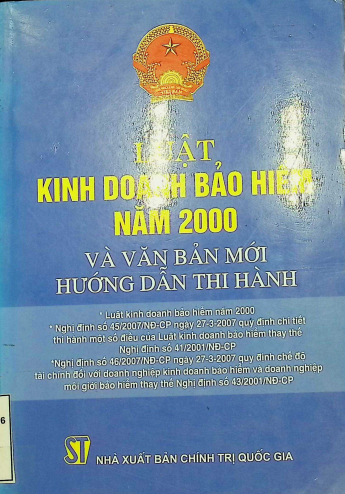 LUẬT
KINH DOANH BẢO HIỂM
NĂM 2000
VÀ VĂN BẢN MỚI
HƯỚNG DẪN THI HÀNH
* Luật kinh doanh bảo hiểm năm 2000
* Nghị định số 45/2007/NĐ-CP ngày 27-3-2007 quy định chi tiết
thi hành một số điều của Luật kinh doanh bảo hiểm thay thế
Nghị định số 41/2001/NĐ-CP
*Nghị định số 46/2007/NĐ-CP ngày 27-3-2007 quy định chế độ
tài chính đối với doanh nghiệp kinh doanh bảo hiểm và doanh nghiệp
môi giới bảo hiểm thay thế Nghị định số 43/2001/NĐ-CP
6
ST
NHÀ XUẤT BẢN CHÍNH TRỊ QUỐC GIA